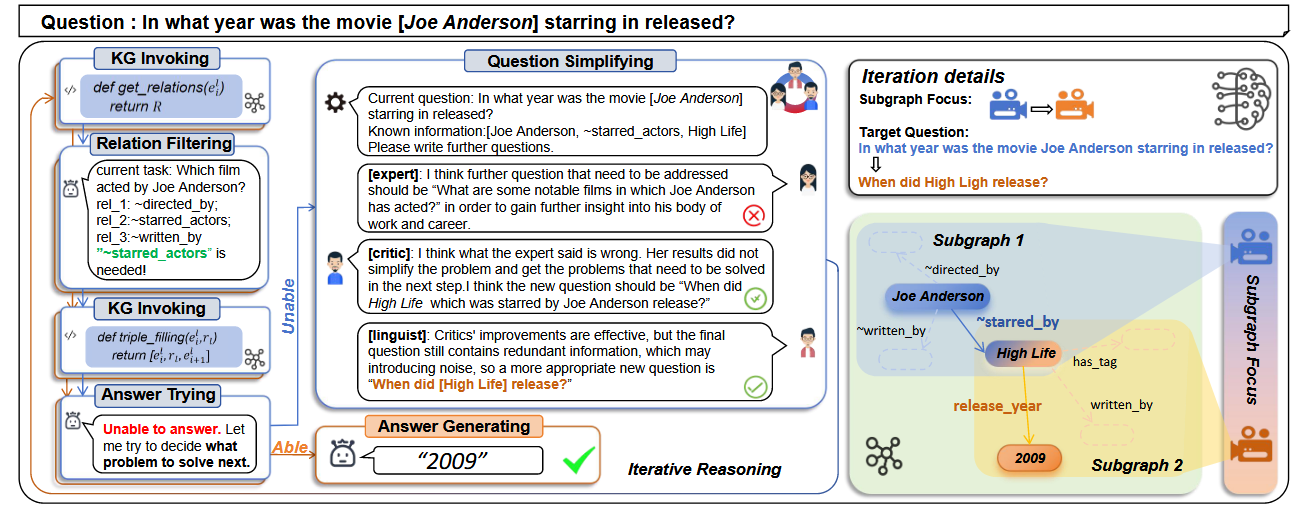 Question : In what year was the movie [Joe Anderson] starring in released?
KG Invoking
</>
def get_relations(eᵢˡ)
return R
Relation Filtering
current task: Which film
acted by Joe Anderson?
rel_1: ~directed_by;
rel_2:~starred_actors;
rel_3:~written_by
"~starred_actors" is
needed!
KG Invoking
</>
def triple_filling(eᵢˡ,rₗ)
return [eᵢˡ,rₗ,eᵢ₊₁ˡ]
Answer Trying
Unable to answer. Let
me try to decide what
problem to solve next.
Unable
Able
Question Simplifying
Current question: In what year was the movie [Joe Anderson]
starring in released?
Known information:[Joe Anderson, ~starred_actors, High Life]
Please write further questions.
[expert]: I think further question that need to be addressed
should be “What are some notable films in which Joe Anderson
has acted?” in order to gain further insight into his body of
work and career.
[critic]: I think what the expert said is wrong. Her results did not
simplify the problem and get the problems that need to be solved
in the next step.I think the new question should be “When did
High Life which was starred by Joe Anderson release?”
[linguist]: Critics' improvements are effective, but the final
question still contains redundant information, which may
introducing noise, so a more appropriate new question is
“When did [High Life] release?”
Answer Generating
“2009”
Iterative Reasoning
Iteration details
Subgraph Focus:
Target Question:
In what year was the movie Joe Anderson starring in released?
When did High Ligh release?
Subgraph 1
~directed_by
Joe Anderson
~written_by
~starred_by
High Life
has_tag
release_year
written_by
2009
Subgraph 2
Subgraph Focus